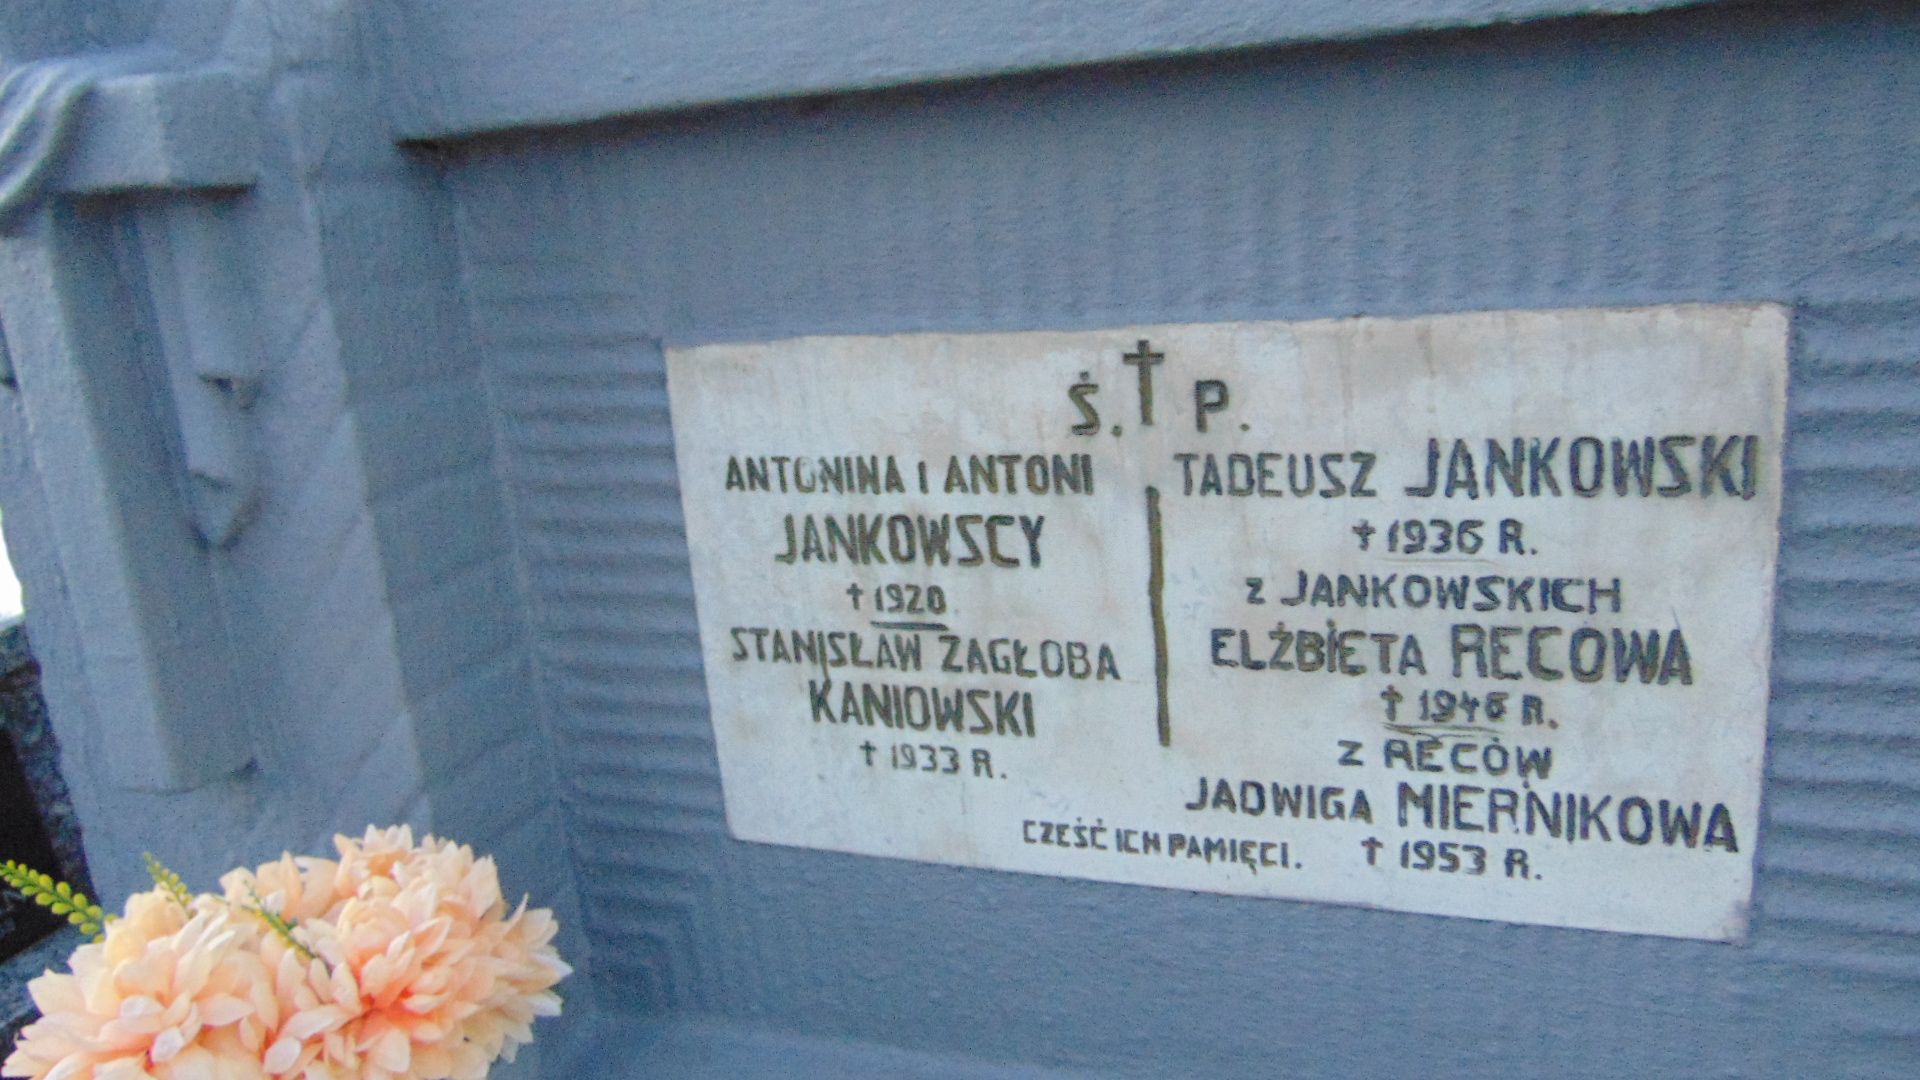 Ś. † P.
ANTONINA I ANTONI
JANKOWSCY
† 1920
STANISŁAW ZAGŁOBA
KANIOWSKI
† 1933 R.
TADEUSZ JANKOWSKI
† 1936 R.
Z JANKOWSKICH
ELŻBIETA RECOWA
† 1946 R.
Z RECÓW
JADWIGA MIERNIKOWA
† 1953 R.
CZEŚĆ ICH PAMIĘCI.